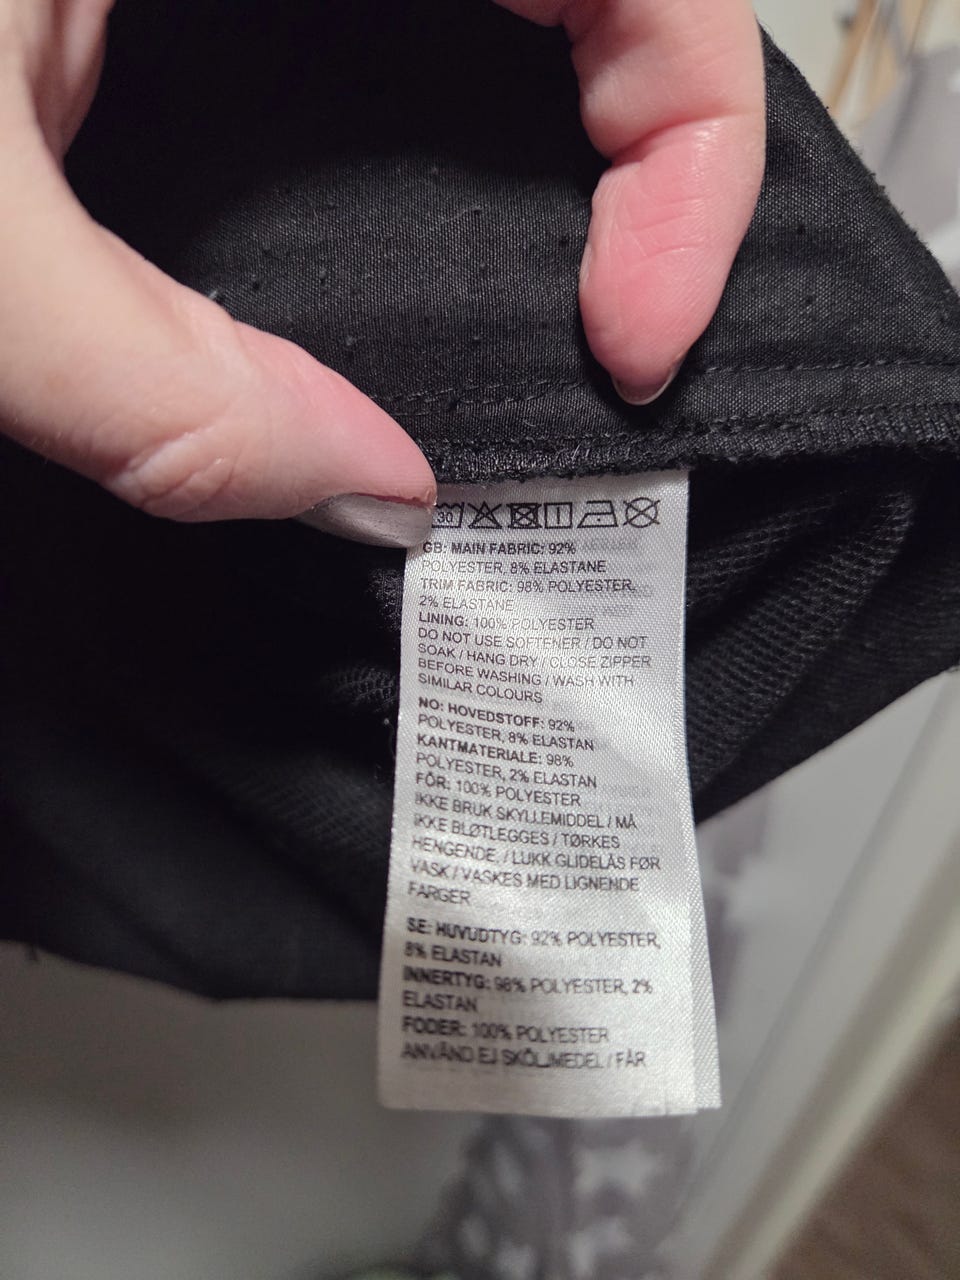 30
GB: MAIN FABRIC: 92%
POLYESTER, 8% ELASTANE
TRIM FABRIC: 98% POLYESTER,
2% ELASTANE
LINING: 100% POLYESTER
DO NOT USE SOFTENER / DO NOT
SOAK / HANG DRY / CLOSE ZIPPER
BEFORE WASHING / WASH WITH
SIMILAR COLOURS
NO: HOVEDSTOFF: 92%
POLYESTER, 8% ELASTAN
KANTMATERIALE: 98%
POLYESTER, 2% ELASTAN
FÔR: 100% POLYESTER
IKKE BRUK SKYLLEMIDDEL / MÅ
IKKE BLØTLEGGES / TØRKES
HENGENDE, / LUKK GLIDELÅS FØR
VASK / VASKES MED LIGNENDE
FARGER
SE: HUVUDTYG: 92% POLYESTER,
8% ELASTAN
INNERTYG: 98% POLYESTER, 2%
ELASTAN
FODER: 100% POLYESTER
ANVÄND EJ SKÖLJMEDEL / FÅR